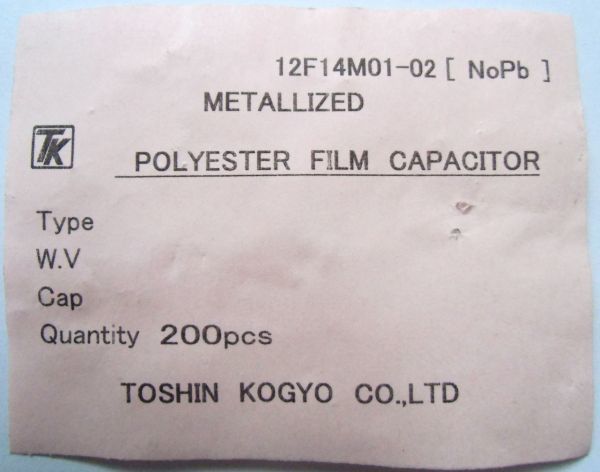 12F14M01-02 [ NoPb ]
METALLIZED
TK
POLYESTER FILM CAPACITOR
Type
W.V
Cap
Quantity 200pcs
TOSHIN KOGYO CO.,LTD